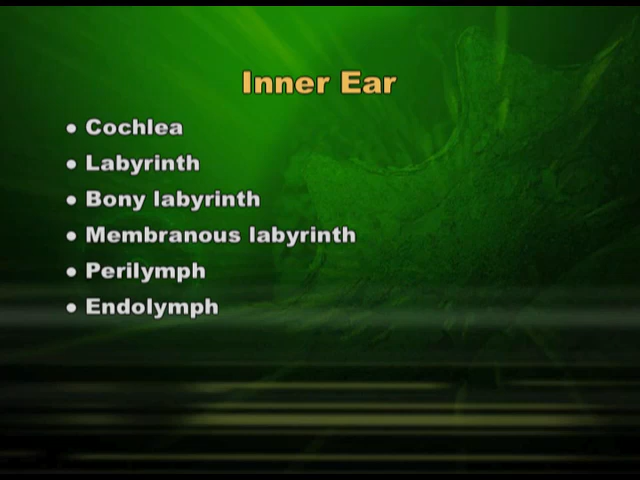 Inner Ear
• Cochlea
• Labyrinth
• Bony labyrinth
• Membranous labyrinth
• Perilymph
• Endolymph